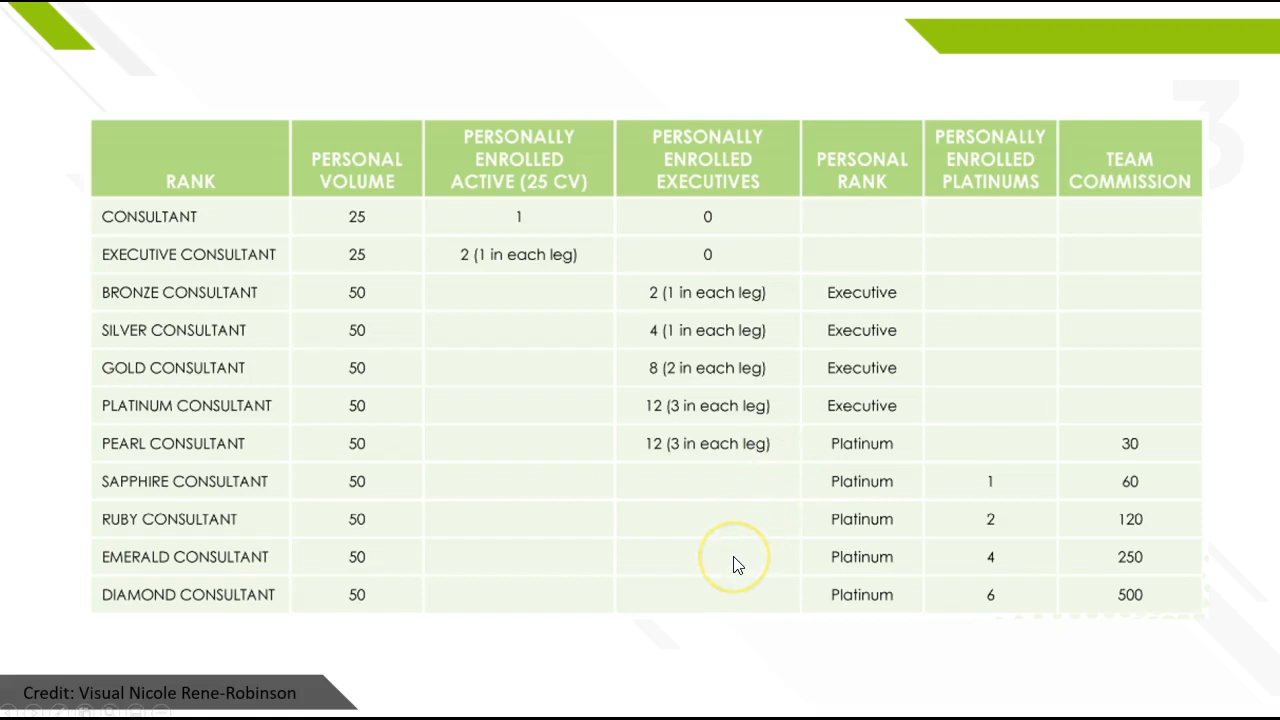 RANK
PERSONAL
VOLUME
PERSONALLY
ENROLLED
ACTIVE (25 CV)
PERSONALLY
ENROLLED
EXECUTIVES
PERSONAL
RANK
PERSONALLY
ENROLLED
PLATINUMS
TEAM
COMMISSION
CONSULTANT 25 1 0
EXECUTIVE CONSULTANT 25 2 (1 in each leg) 0
BRONZE CONSULTANT 50 2 (1 in each leg) Executive
SILVER CONSULTANT 50 4 (1 in each leg) Executive
GOLD CONSULTANT 50 8 (2 in each leg) Executive
PLATINUM CONSULTANT 50 12 (3 in each leg) Executive
PEARL CONSULTANT 50 12 (3 in each leg) Platinum 30
SAPPHIRE CONSULTANT 50 Platinum 1 60
RUBY CONSULTANT 50 Platinum 2 120
EMERALD CONSULTANT 50 Platinum 4 250
DIAMOND CONSULTANT 50 Platinum 6 500
3
Credit: Visual Nicole Rene-Robinson